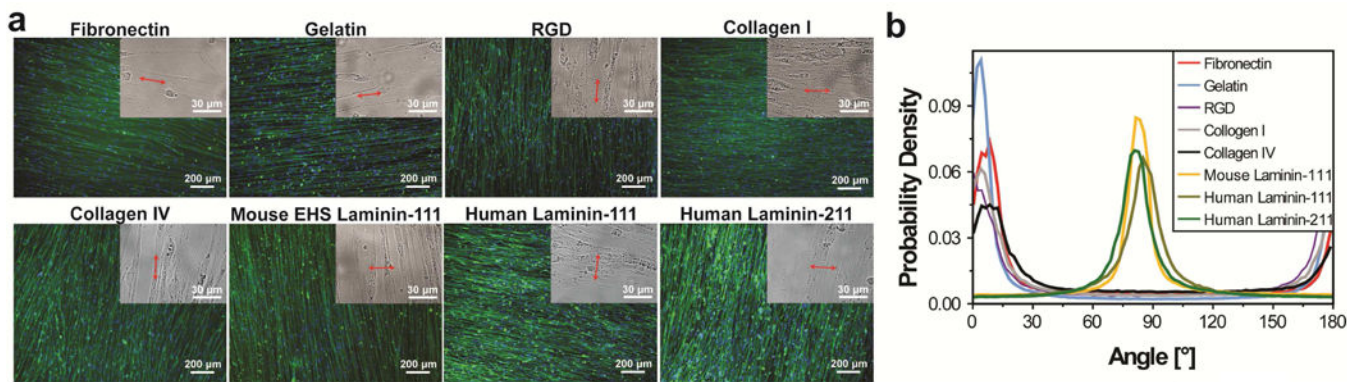 a
Fibronectin
Gelatin
RGD
Collagen I
30 µm
30 µm
30 µm
30 µm
200 µm
200 µm
200 µm
200 µm
Collagen IV
Mouse EHS Laminin-111
Human Laminin-111
Human Laminin-211
30 µm
30 µm
30 µm
30 µm
200 µm
200 µm
200 µm
200 µm
b
Probability Density
0.09
0.06
0.03
0.00
Fibronectin
Gelatin
RGD
Collogen I
Collagen IV
Mouse Laminin-111
Human Laminin-111
Human Laminin-211
0 30 60 90 120 150 180
Angle [°]